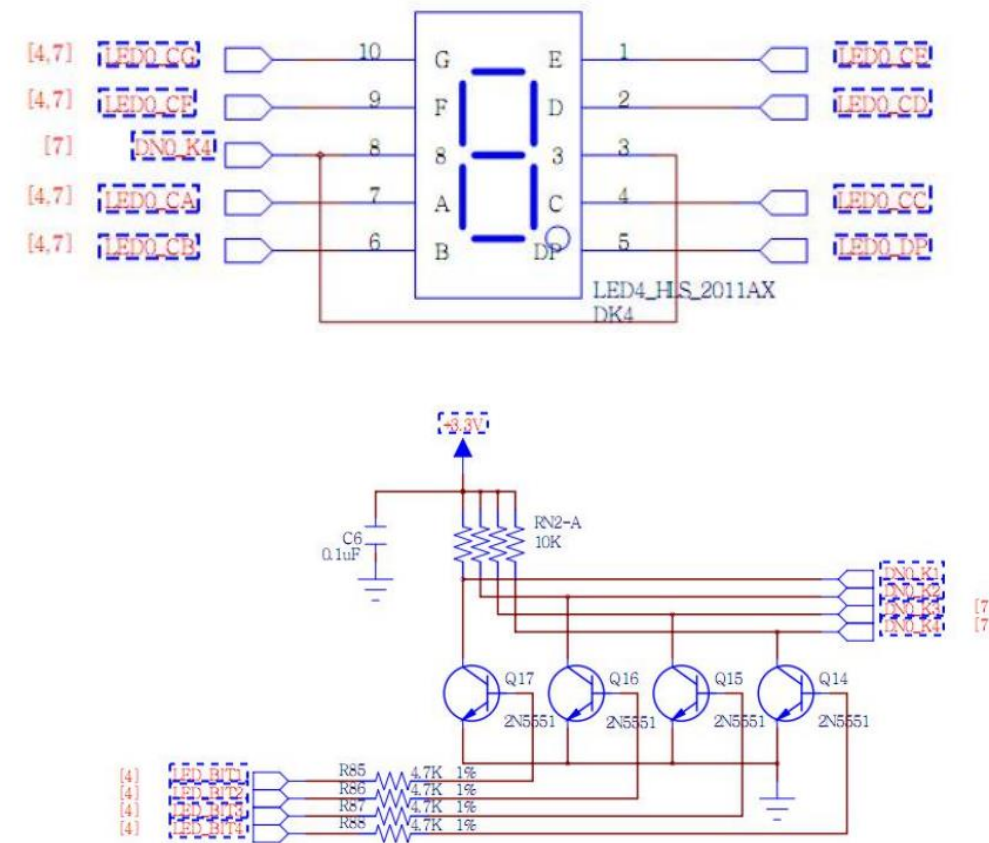 [4,7] LED0_CG 10 G E 1 LED0_CE
[4,7] LED0_CF 9 F D 2 LED0_CD
[7] DN0_K4 8 8 3 3
[4,7] LED0_CA 7 A C 4 LED0_CC
[4,7] LED0_CB 6 B DP 5 LED0_DP
LED4_HLS_2011AX
DK4
+3.3V
C6
0.1uF
RN2-A
10K
DN0_K1
DN0_K2
DN0_K3 [7
DN0_K4 [7
Q17 Q16 Q15 Q14
2N5551 2N5551 2N5551 2N5551
[4] LED_BIT1 R85 4.7K 1%
[4] LED_BIT2 R86 4.7K 1%
[4] LED_BIT3 R87 4.7K 1%
[4] LED_BIT4 R88 4.7K 1%